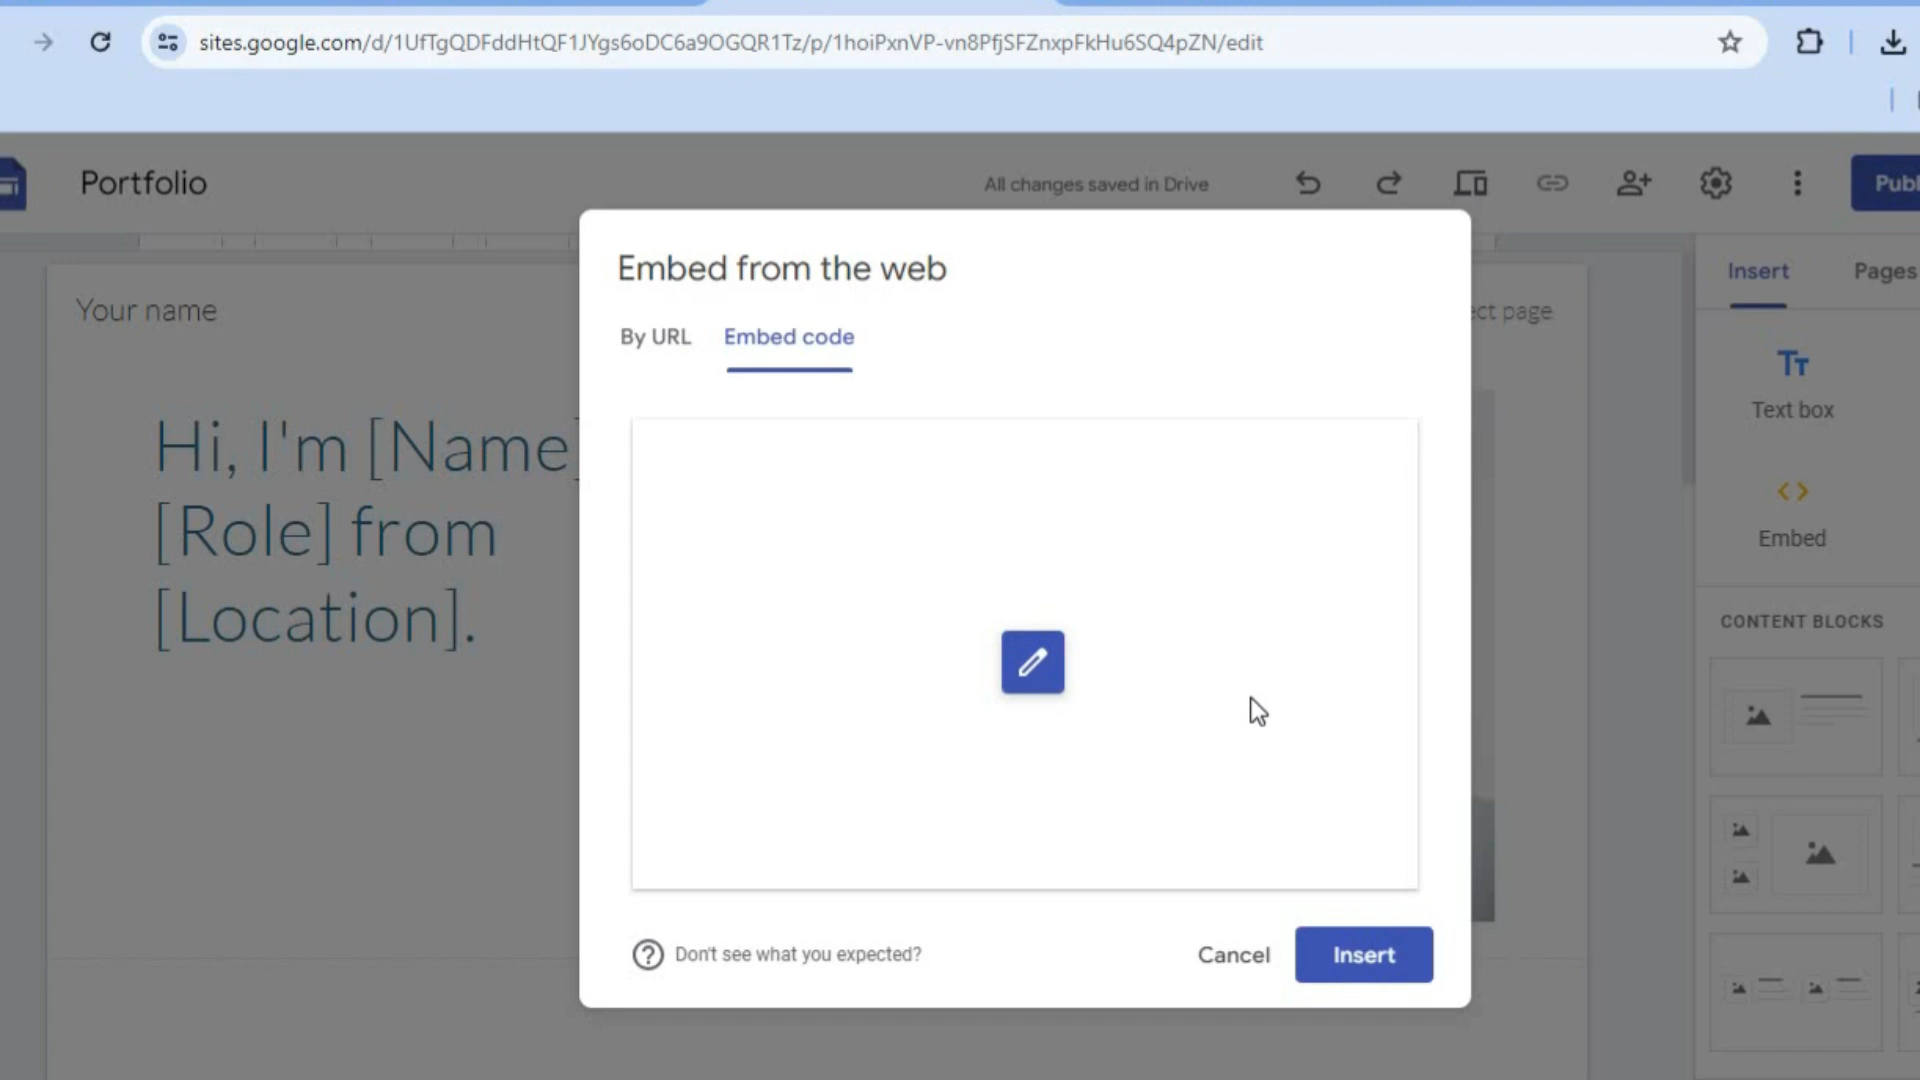 sites.google.com/d/1UfTgQDFddHtQF1JYgs6oDC6a9OGQR1Tz/p/1hoiPxnVP-vn8PfjSFZnxpFkHu6SQ4pZN/edit
Portfolio
All changes saved in Drive
Publ
Embed from the web
Insert
Pages
Your name
ect page
By URL
Embed code
Text box
Hi, I'm [Name]
[Role] from
[Location].
Embed
CONTENT BLOCKS
Don't see what you expected?
Cancel
Insert